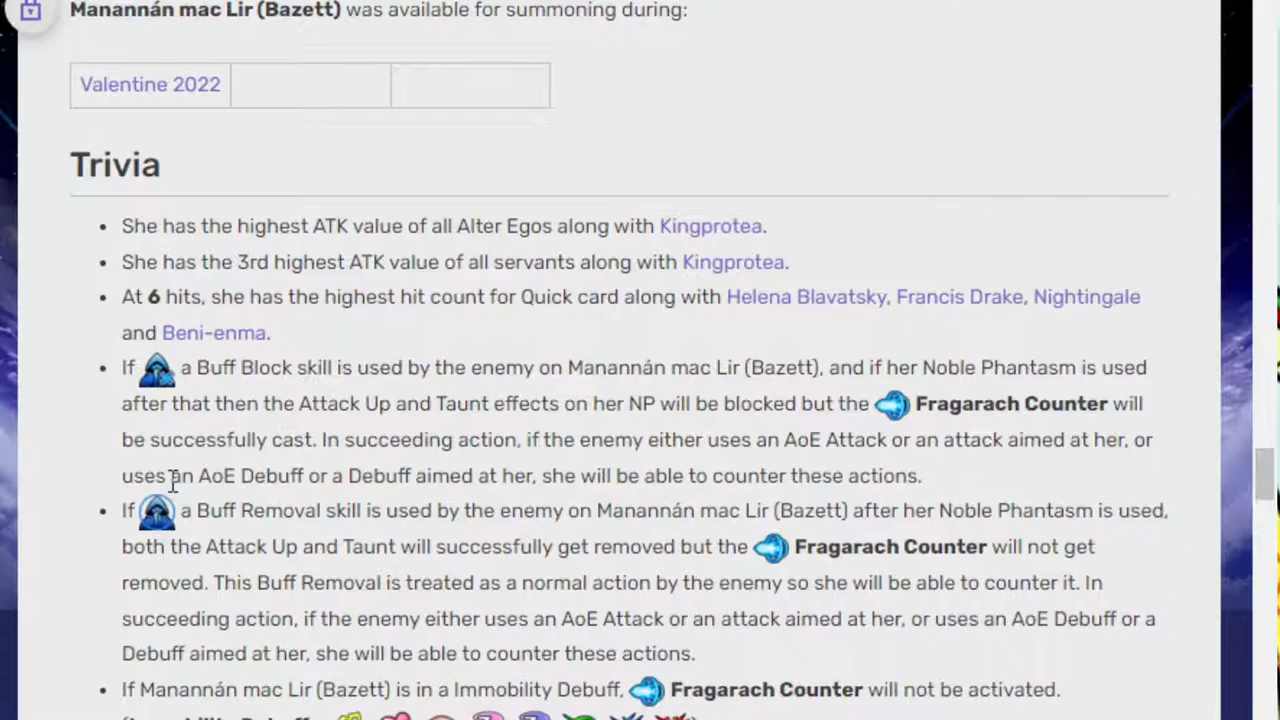 Manannán mac Lir (Bazett) was available for summoning during:
Valentine 2022
Trivia
She has the highest ATK value of all Alter Egos along with Kingprotea.
She has the 3rd highest ATK value of all servants along with Kingprotea.
At 6 hits, she has the highest hit count for Quick card along with Helena Blavatsky, Francis Drake, Nightingale
and Beni-enma.
If a Buff Block skill is used by the enemy on Manannán mac Lir (Bazett), and if her Noble Phantasm is used
after that then the Attack Up and Taunt effects on her NP will be blocked but the Fragarach Counter will
be successfully cast. In succeeding action, if the enemy either uses an AoE Attack or an attack aimed at her, or
uses an AoE Debuff or a Debuff aimed at her, she will be able to counter these actions.
If a Buff Removal skill is used by the enemy on Manannán mac Lir (Bazett) after her Noble Phantasm is used,
both the Attack Up and Taunt will successfully get removed but the Fragarach Counter will not get
removed. This Buff Removal is treated as a normal action by the enemy so she will be able to counter it. In
succeeding action, if the enemy either uses an AoE Attack or an attack aimed at her, or uses an AoE Debuff or a
Debuff aimed at her, she will be able to counter these actions.
If Manannán mac Lir (Bazett) is in a Immobility Debuff, Fragarach Counter will not be activated.